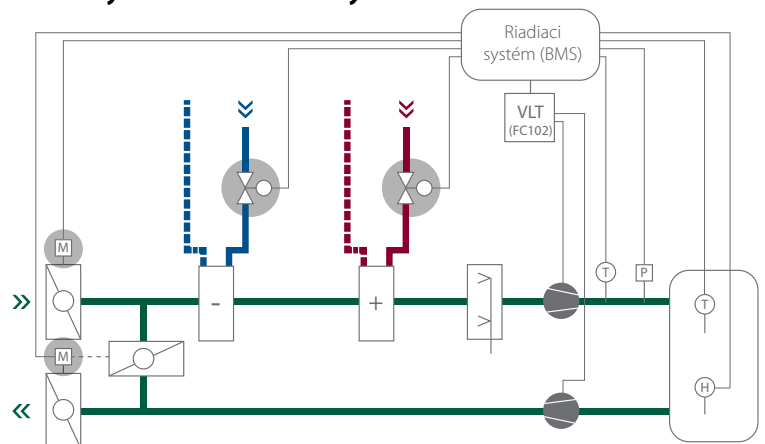 Riadiaci
systém (BMS)
VLT
(FC102)
M
T
P
-
+
T
M
H